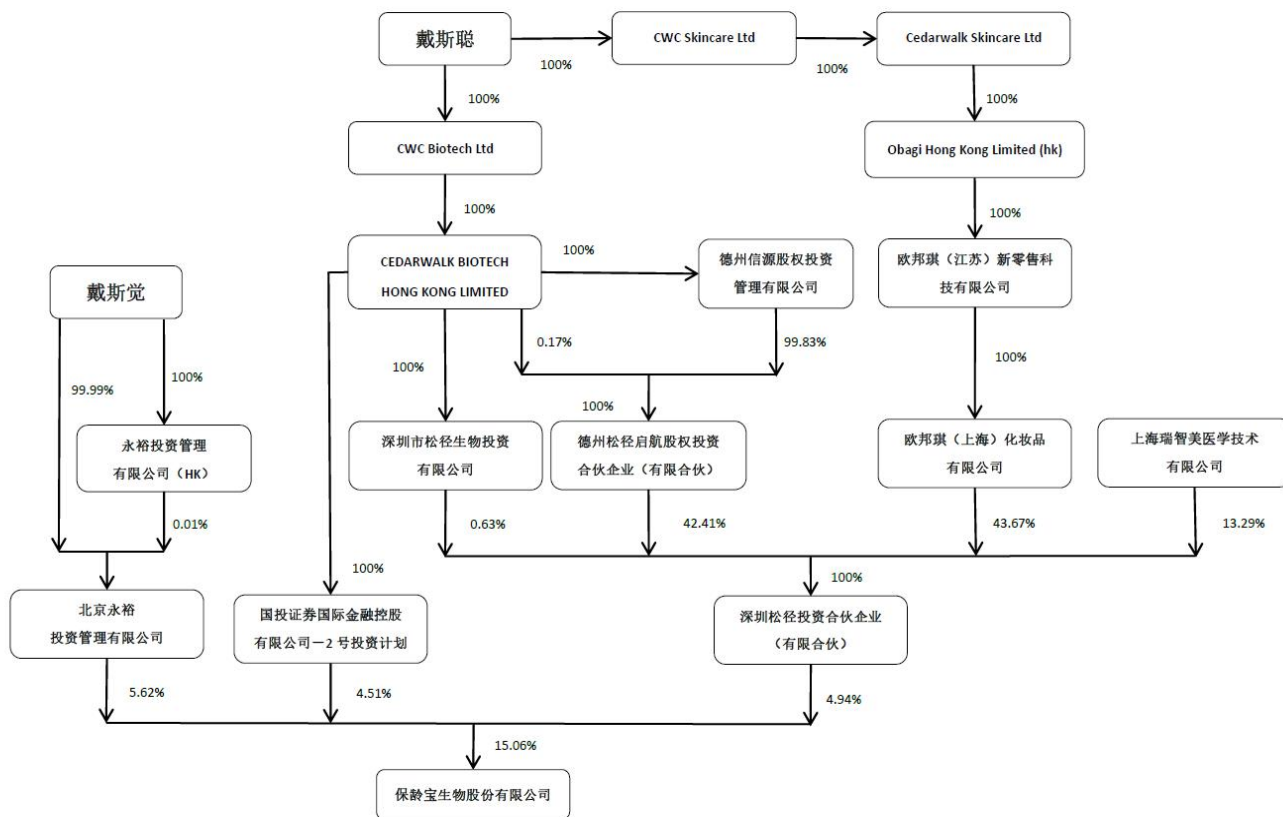 戴斯聪
CWC Skincare Ltd
Cedarwalk Skincare Ltd
100%
100%
100%
100%
CWC Biotech Ltd
Obagi Hong Kong Limited (hk)
100%
100%
CEDARWALK BIOTECH
HONG KONG LIMITED
100%
德州信源股权投资
管理有限公司
欧邦琪（江苏）新零售科
技有限公司
戴斯觉
0.17%
99.83%
100%
100%
99.99%
100%
100%
永裕投资管理
有限公司（HK）
深圳市松径生物投资
有限公司
德州松径启航股权投资
合伙企业（有限合伙）
欧邦琪（上海）化妆品
有限公司
上海瑞智美医学技术
有限公司
0.01%
0.63%
42.41%
43.67%
13.29%
100%
100%
北京永裕
投资管理有限公司
国投证券国际金融控股
有限公司－2 号投资计划
深圳松径投资合伙企业
（有限合伙）
5.62%
4.51%
4.94%
15.06%
保龄宝生物股份有限公司